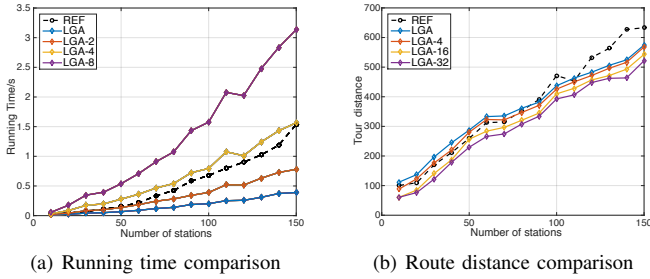 (a)
3.5
3
2.5
2
1.5
1
0.5
0
Running Time/s
REF
LGA
LGA-2
LGA-4
LGA-8
0
50
100
150
Number of stations
(a) Running time comparison
(b)
700
600
500
400
300
200
100
0
Tour distance
REF
LGA
LGA-4
LGA-16
LGA-32
0
50
100
150
Number of stations
(b) Route distance comparison